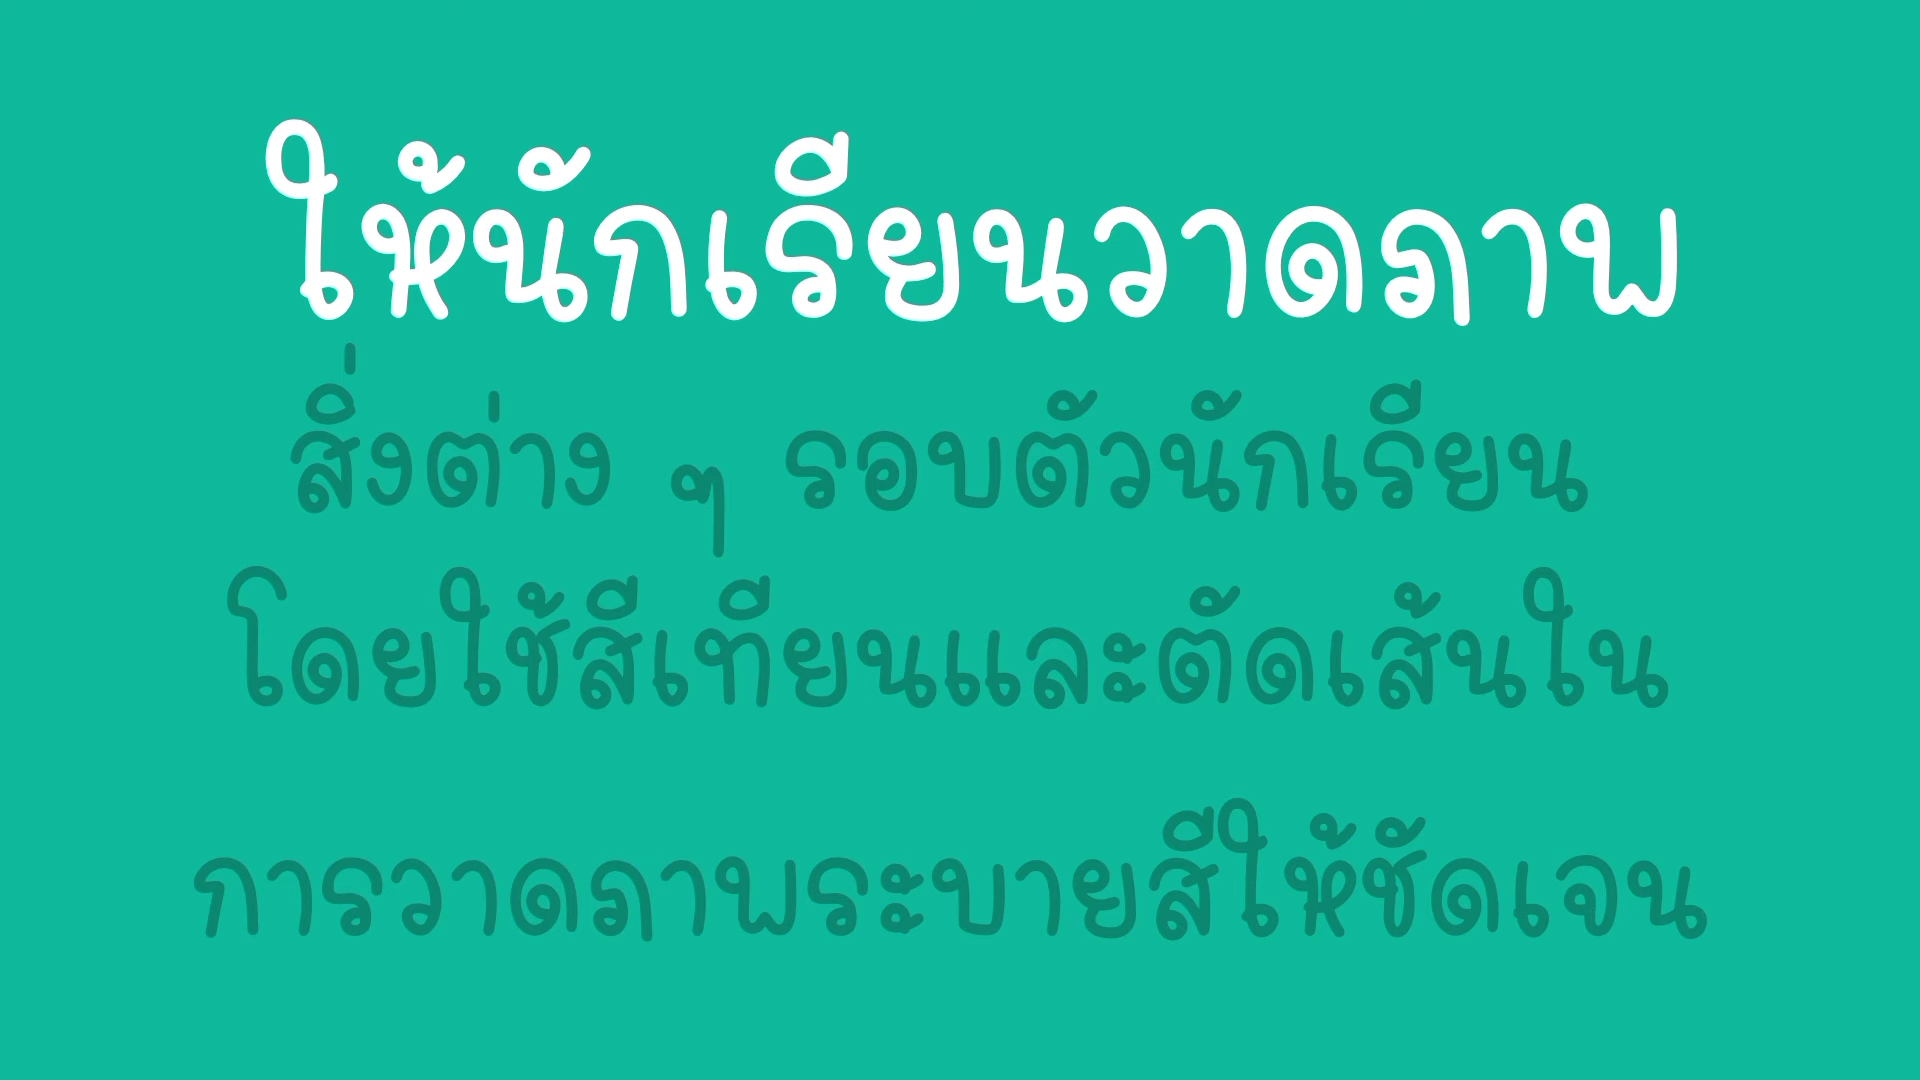 ให้นักเรียนวาดภาพ
สิ่งต่าง ๆ รอบตัวนักเรียน
โดยใช้สีเทียนและตัดเส้นใน
การวาดภาพระบายสีให้ชัดเจน